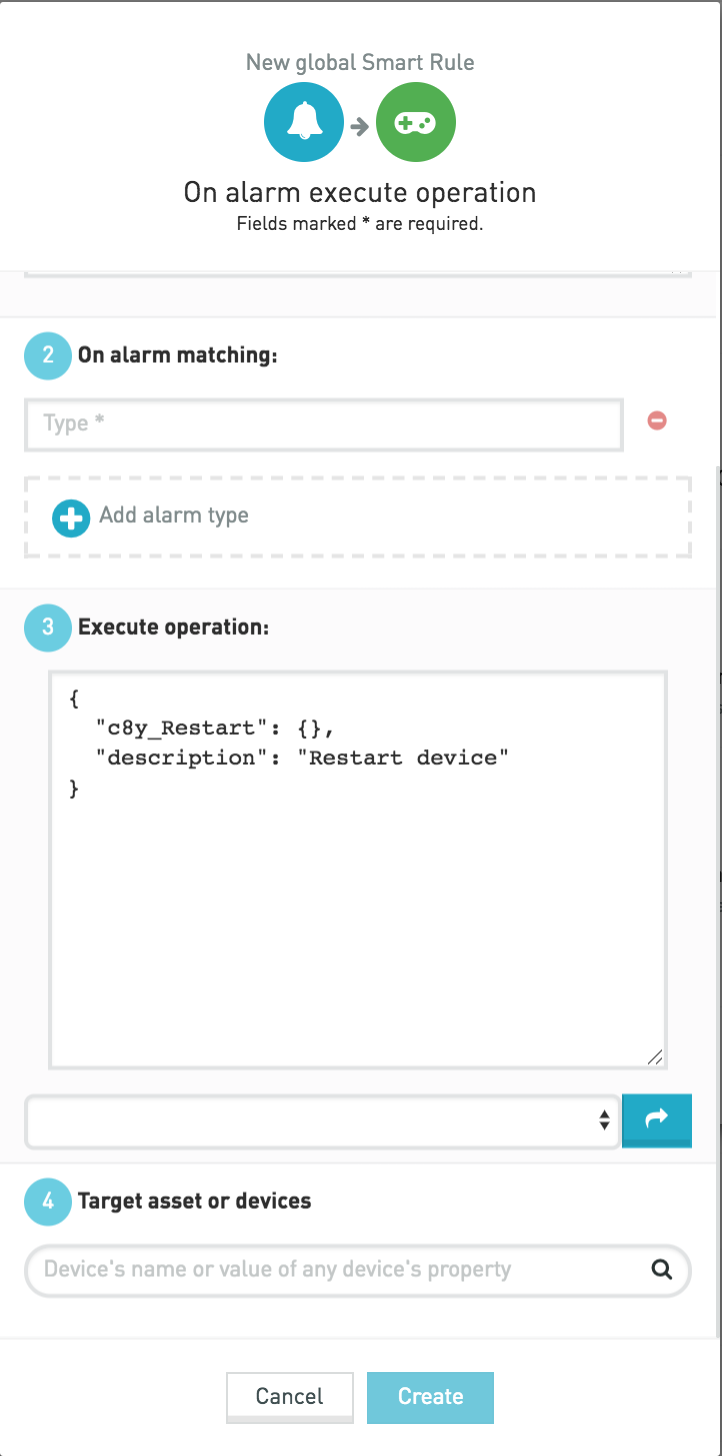 New global Smart Rule
On alarm execute operation
Fields marked * are required.
2 On alarm matching:
Type *
Add alarm type
3 Execute operation:
{
  "c8y_Restart": {},
  "description": "Restart device"
}
4 Target asset or devices
Device's name or value of any device's property
Cancel Create